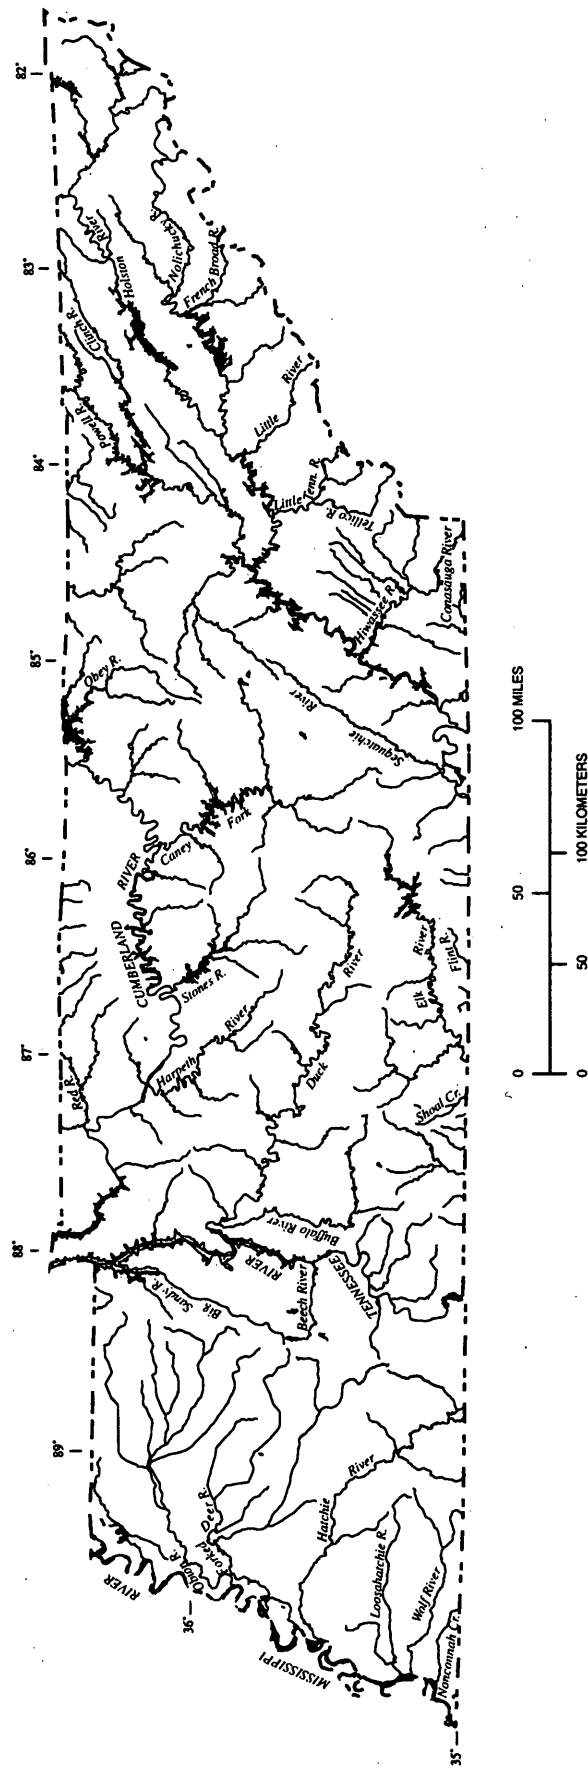 82°
83°
84°
85°
86°
87°
88°
89°
36°
35°
River
Holston
Nolichucky R.
French Broad R.
Clinch R.
Powell R.
Little River
Little Tenn. R.
Tellico R.
Hiwassee R.
Conasauga River
Obey R.
Sequatchie River
CUMBERLAND RIVER
Caney Fork
Stones R.
Harpeth River
Red R.
Duck River
Elk River
Flint R.
Shoal Cr.
Buffalo River
TENNESSEE RIVER
Beech River
Big Sandy R.
Obion R.
Forked Deer R.
Hatchie River
Loosahatchie R.
Wolf River
Nonconnah Cr.
MISSISSIPPI RIVER
0 50 100 MILES
0 50 100 KILOMETERS